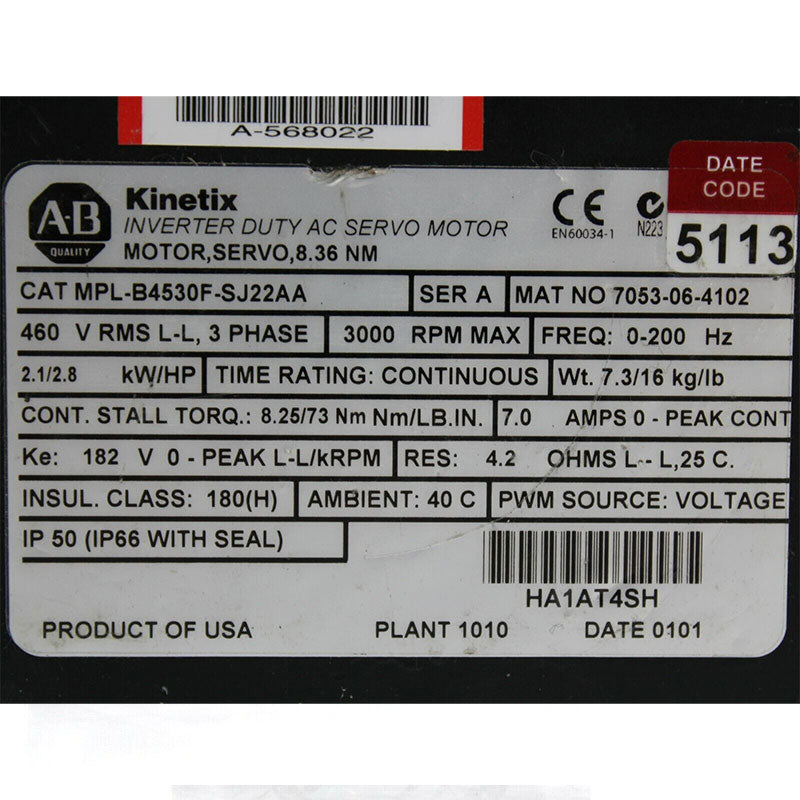 A-568022
DATE
CODE
5113
A-B
QUALITY
Kinetix
INVERTER DUTY AC SERVO MOTOR
MOTOR,SERVO,8.36 NM
CE
EN60034-1
N223
CAT MPL-B4530F-SJ22AA SER A MAT NO 7053-06-4102
460 V RMS L-L, 3 PHASE 3000 RPM MAX FREQ: 0-200 Hz
2.1/2.8 kW/HP TIME RATING: CONTINUOUS Wt. 7.3/16 kg/lb
CONT. STALL TORQ.: 8.25/73 Nm Nm/LB.IN. 7.0 AMPS 0 - PEAK CONT
Ke: 182 V 0 - PEAK L-L/kRPM RES: 4.2 OHMS L - L,25 C.
INSUL. CLASS: 180(H) AMBIENT: 40 C PWM SOURCE: VOLTAGE
IP 50 (IP66 WITH SEAL)
HA1AT4SH
PRODUCT OF USA PLANT 1010 DATE 0101